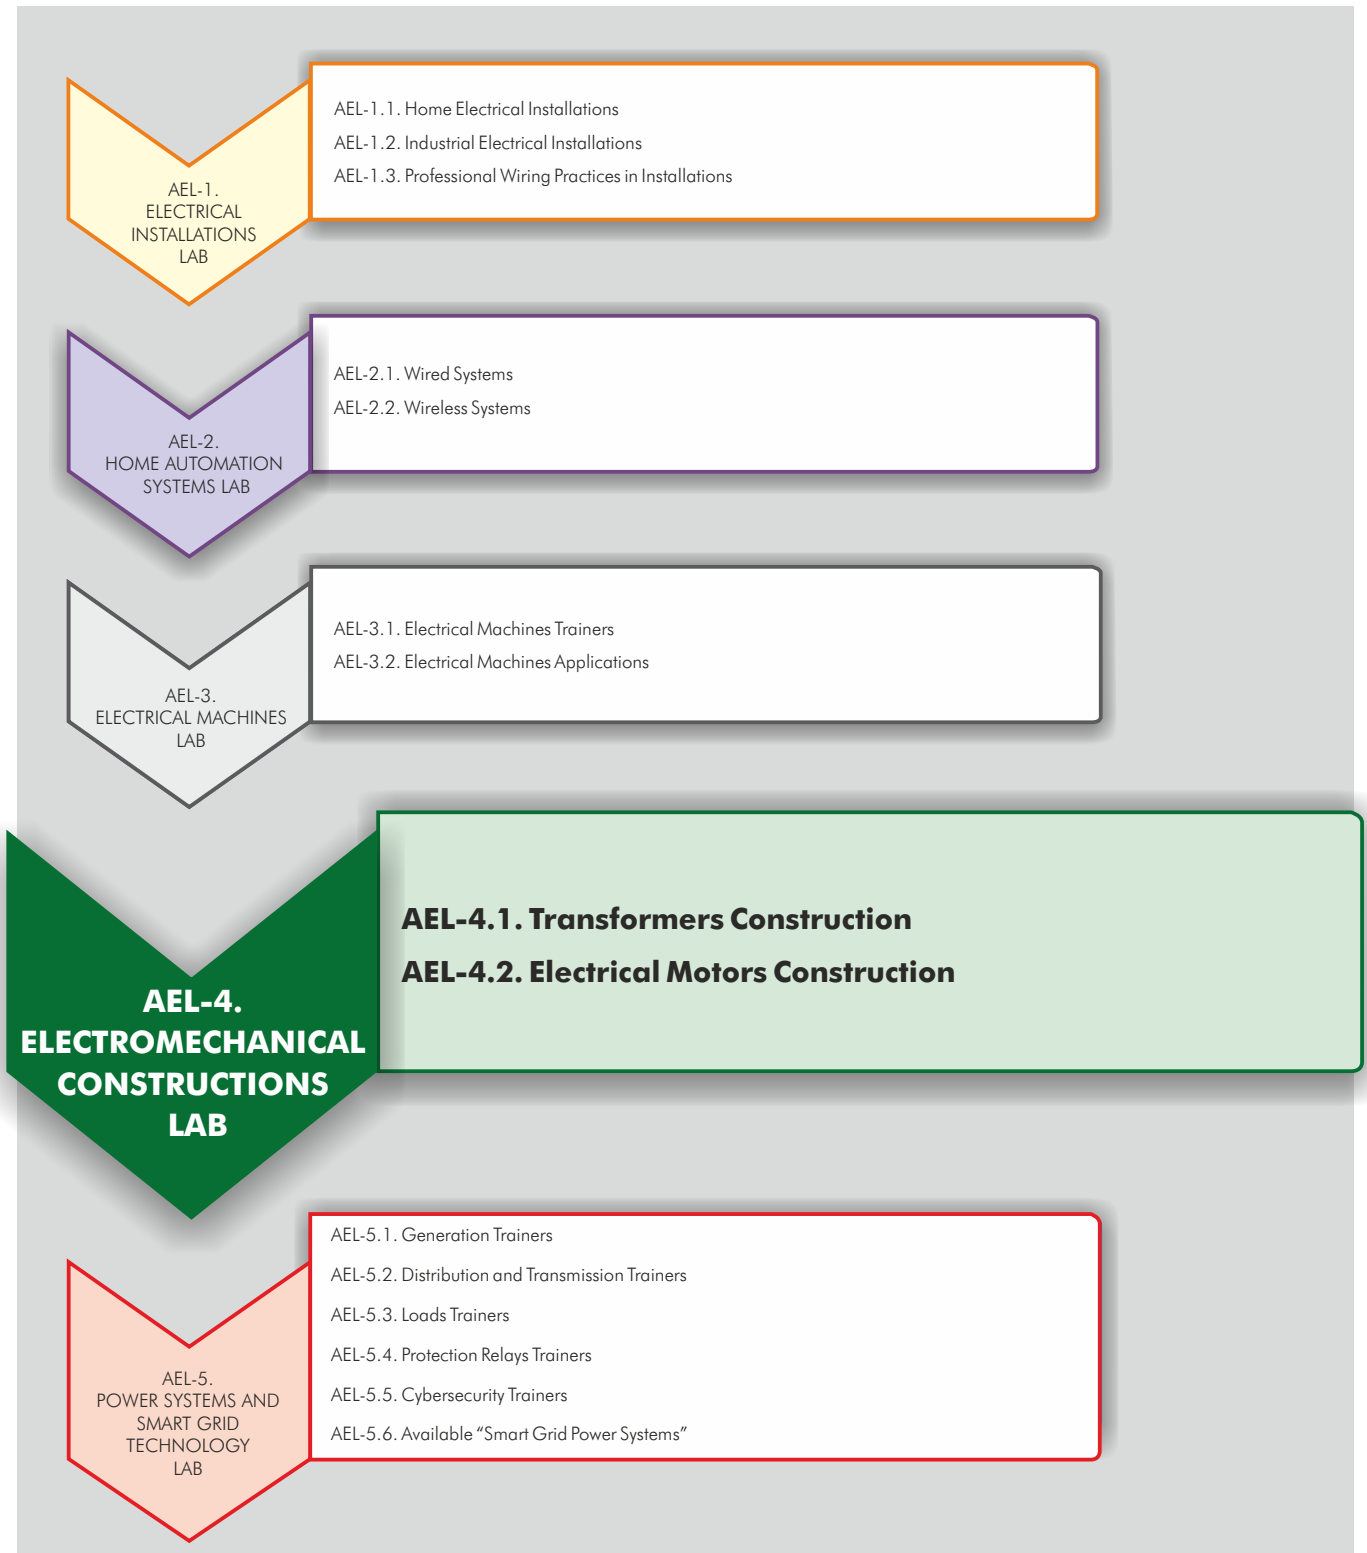 AEL-1.
ELECTRICAL
INSTALLATIONS
LAB
AEL-1.1. Home Electrical Installations
AEL-1.2. Industrial Electrical Installations
AEL-1.3. Professional Wiring Practices in Installations
AEL-2.
HOME AUTOMATION
SYSTEMS LAB
AEL-2.1. Wired Systems
AEL-2.2. Wireless Systems
AEL-3.
ELECTRICAL MACHINES
LAB
AEL-3.1. Electrical Machines Trainers
AEL-3.2. Electrical Machines Applications
AEL-4.
ELECTROMECHANICAL
CONSTRUCTIONS
LAB
AEL-4.1. Transformers Construction
AEL-4.2. Electrical Motors Construction
AEL-5.
POWER SYSTEMS AND
SMART GRID
TECHNOLOGY
LAB
AEL-5.1. Generation Trainers
AEL-5.2. Distribution and Transmission Trainers
AEL-5.3. Loads Trainers
AEL-5.4. Protection Relays Trainers
AEL-5.5. Cybersecurity Trainers
AEL-5.6. Available “Smart Grid Power Systems”